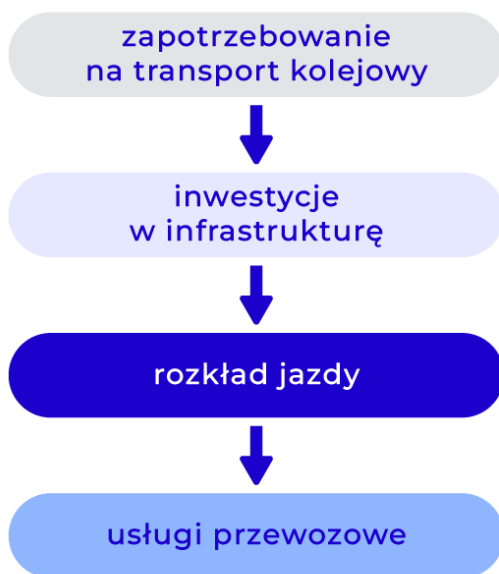 zapotrzebowanie
na transport kolejowy
inwestycje
w infrastrukturę
rozkład jazdy
usługi przewozowe